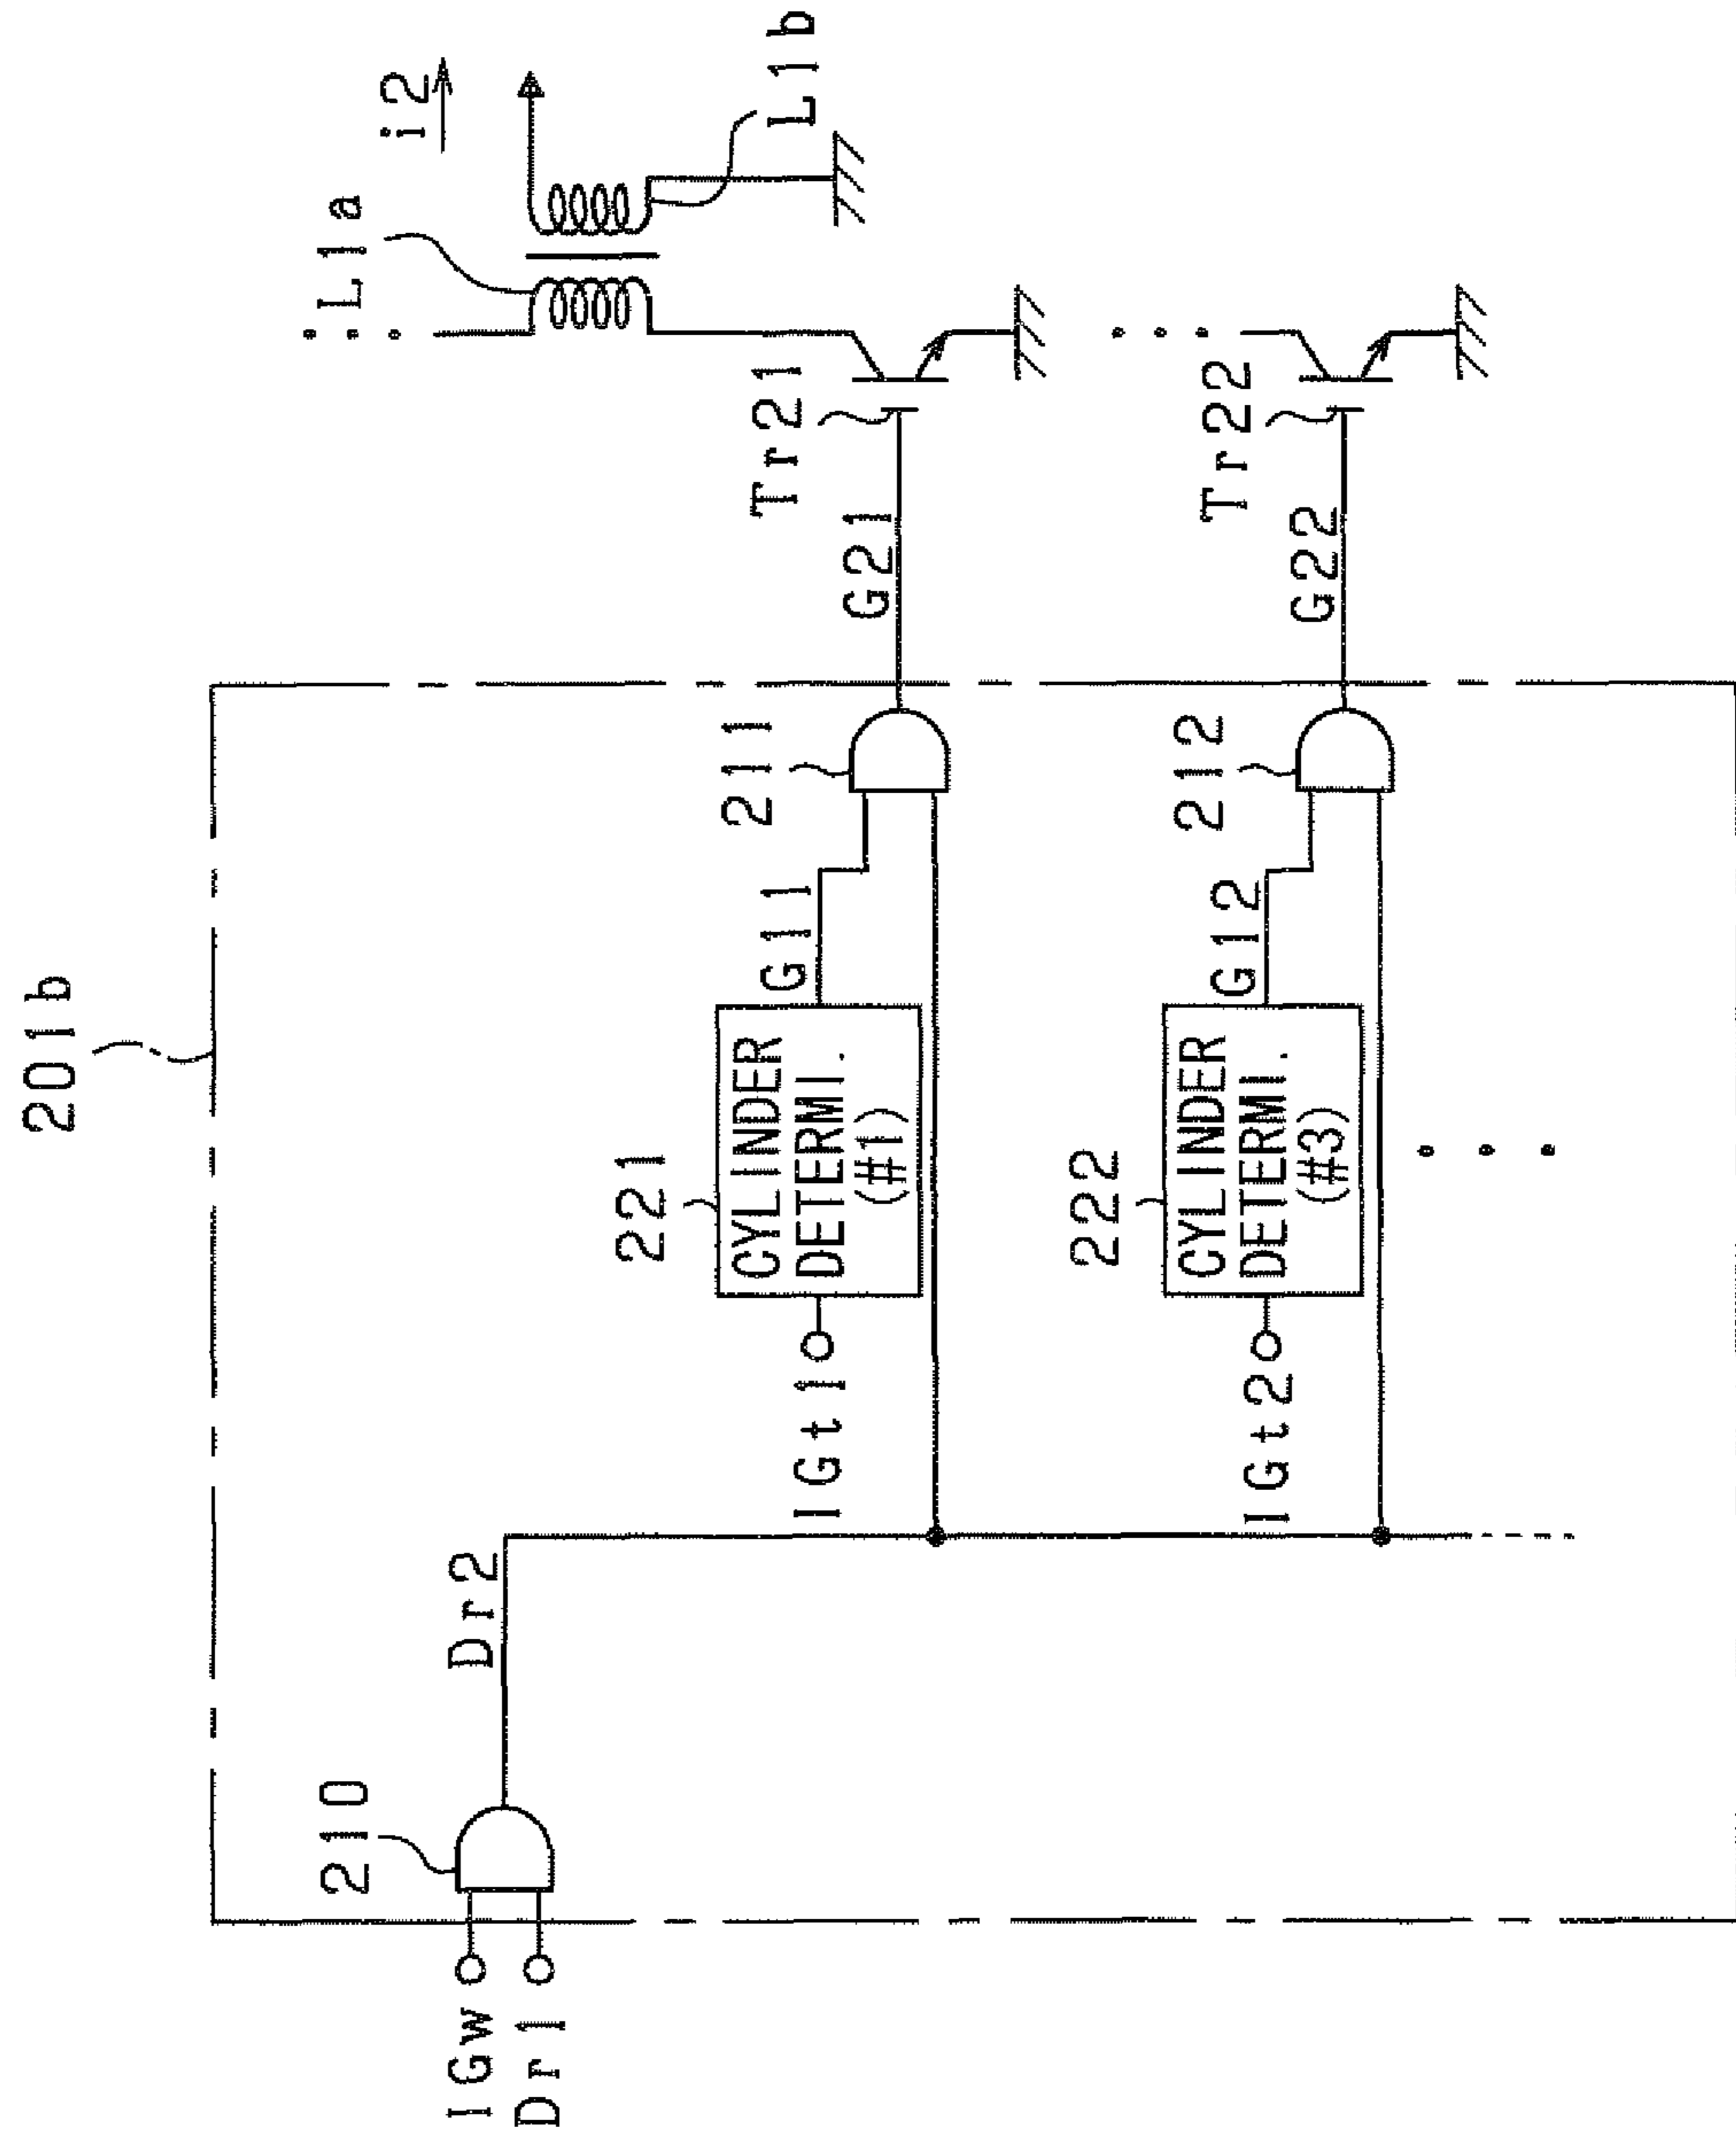 201b
IGw
Dr1
210
Dr2
L1a
i2
L1b
IGt1
221
CYLINDER
DETERMI.
(#1)
G11
211
G21
Tr21
IGt2
222
CYLINDER
DETERMI.
(#3)
G12
212
G22
Tr22